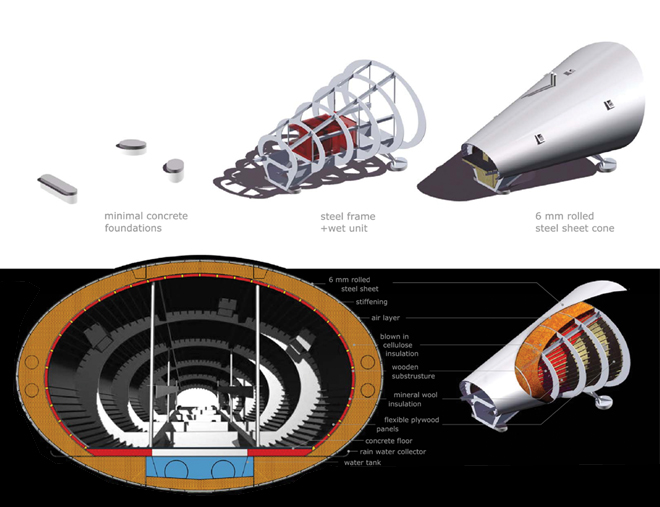 minimal concrete
foundations
steel frame
+wet unit
6 mm rolled
steel sheet cone
6 mm rolled
steel sheet
stiffening
air layer
blown in
cellulose
insulation
wooden
substrusture
mineral wool
insulation
flexible plywood
panels
concrete floor
rain water collector
water tank